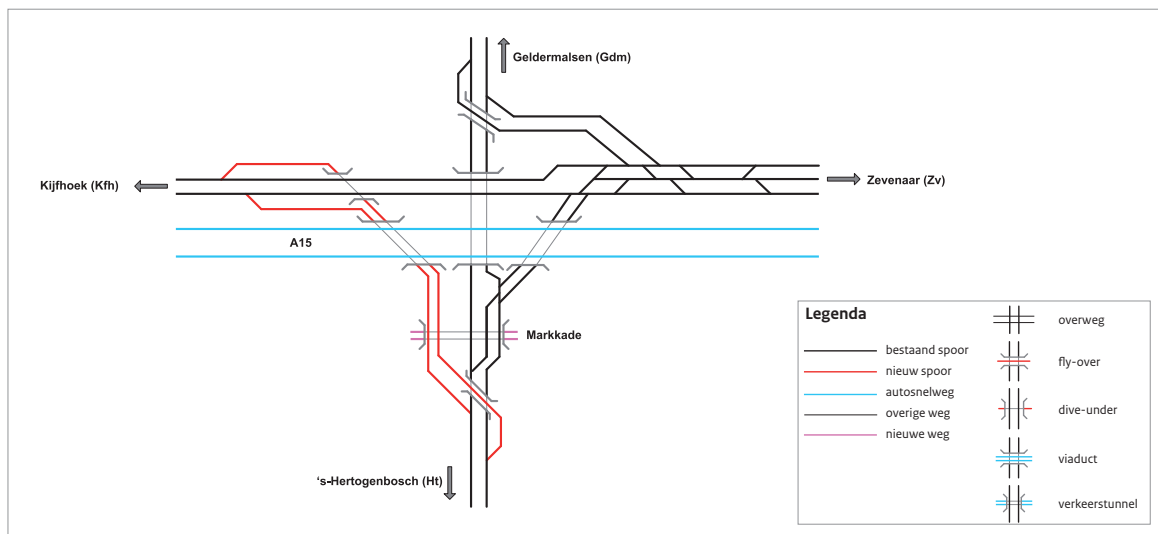 Geldermalsen (Gdm)
Kijfhoek (Kfh)
Zevenaar (Zv)
A15
Markkade
's-Hertogenbosch (Ht)
Legenda
bestaand spoor
nieuw spoor
autosnelweg
overige weg
nieuwe weg
overweg
fly-over
dive-under
viaduct
verkeerstunnel